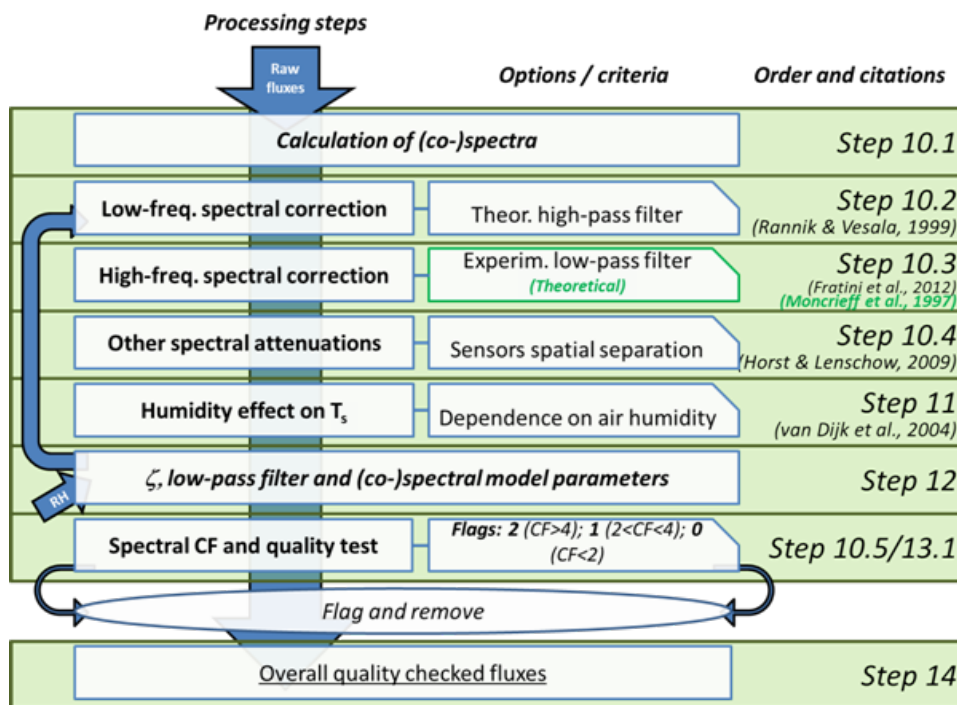 Processing steps
Raw
fluxes
Options / criteria
Order and citations
Calculation of (co-)spectra
Step 10.1
Low-freq. spectral correction
Theor. high-pass filter
Step 10.2
(Rannik & Vesala, 1999)
High-freq. spectral correction
Experim. low-pass filter
(Theoretical)
Step 10.3
(Fratini et al., 2012)
(Moncrieff et al., 1997)
Other spectral attenuations
Sensors spatial separation
Step 10.4
(Horst & Lenschow, 2009)
Humidity effect on Ts
Dependence on air humidity
Step 11
(van Dijk et al., 2004)
RH
ζ, low-pass filter and (co-)spectral model parameters
Step 12
Spectral CF and quality test
Flags: 2 (CF>4); 1 (2<CF<4); 0
(CF<2)
Step 10.5/13.1
Flag and remove
Overall quality checked fluxes
Step 14